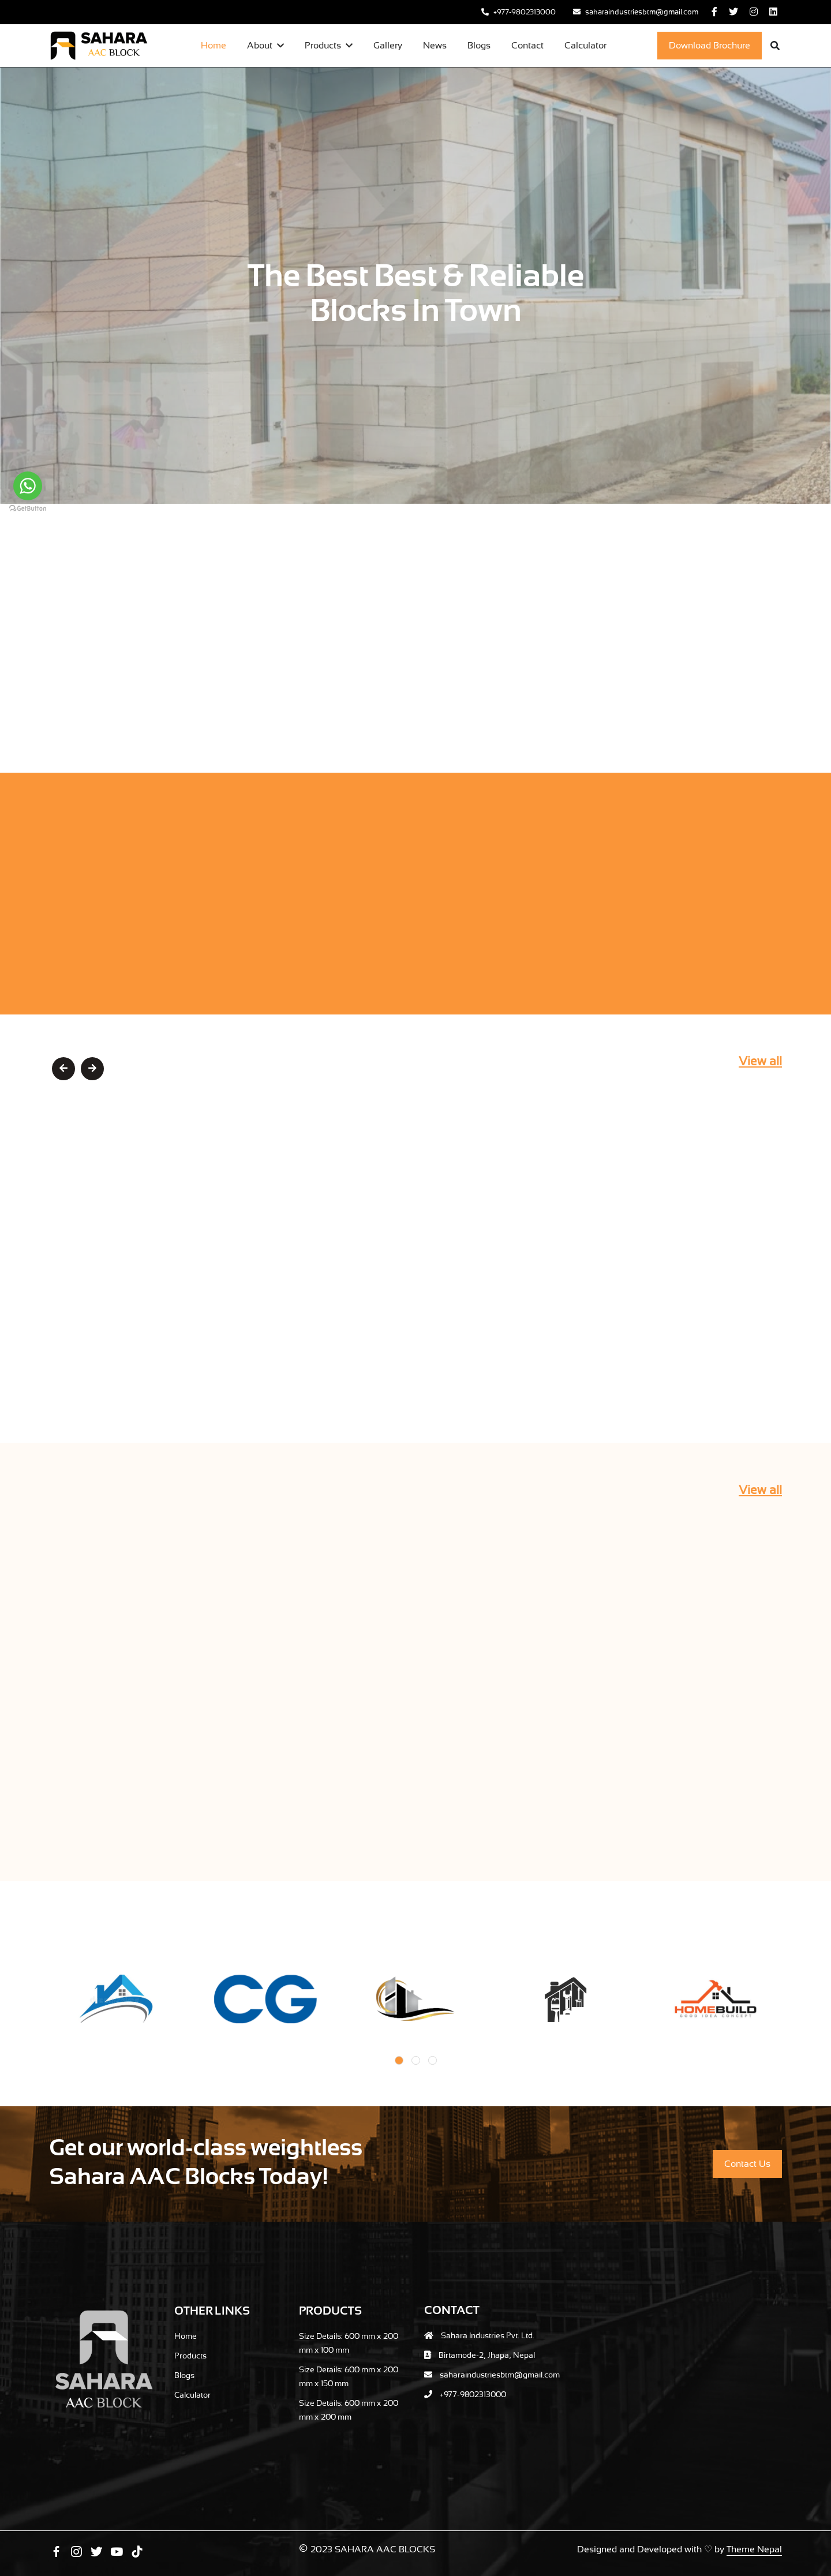 +977-9802313000 saharaindustriesbtm@gmail.com
SAHARA
AAC BLOCK
Home About Products Gallery News Blogs Contact Calculator Download Brochure
The Best Best & Reliable
Blocks In Town
GetButton
View all
View all
CG
HOMEBUILD
GOOD IDEA CONCEPT
Get our world-class weightless
Sahara AAC Blocks Today!
Contact Us
SAHARA
AAC BLOCK
OTHER LINKS
Home
Products
Blogs
Calculator
PRODUCTS
Size Details: 600 mm x 200
mm x 100 mm
Size Details: 600 mm x 200
mm x 150 mm
Size Details: 600 mm x 200
mm x 200 mm
CONTACT
Sahara Industries Pvt. Ltd.
Birtamode-2, Jhapa, Nepal
saharaindustriesbtm@gmail.com
+977-9802313000
© 2023 SAHARA AAC BLOCKS
Designed and Developed with ♡ by Theme Nepal